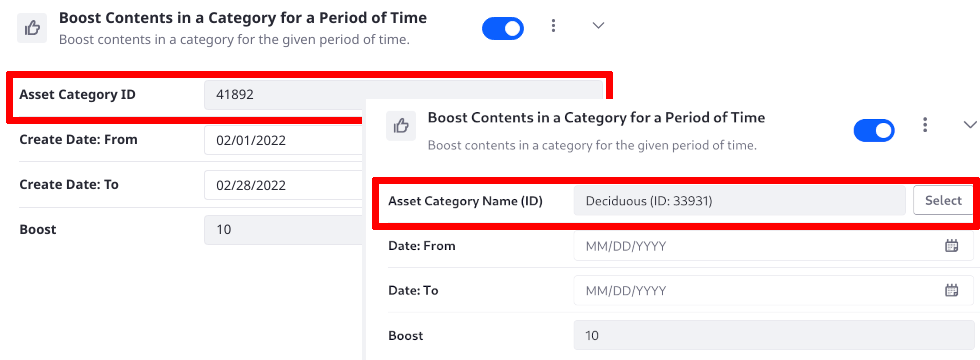 Boost Contents in a Category for a Period of Time
Boost contents in a category for the given period of time.
Asset Category ID 41892
Create Date: From 02/01/2022
Create Date: To 02/28/2022
Boost 10
Boost Contents in a Category for a Period of Time
Boost contents in a category for the given period of time.
Asset Category Name (ID) Deciduous (ID: 33931) Select
Date: From MM/DD/YYYY
Date: To MM/DD/YYYY
Boost 10